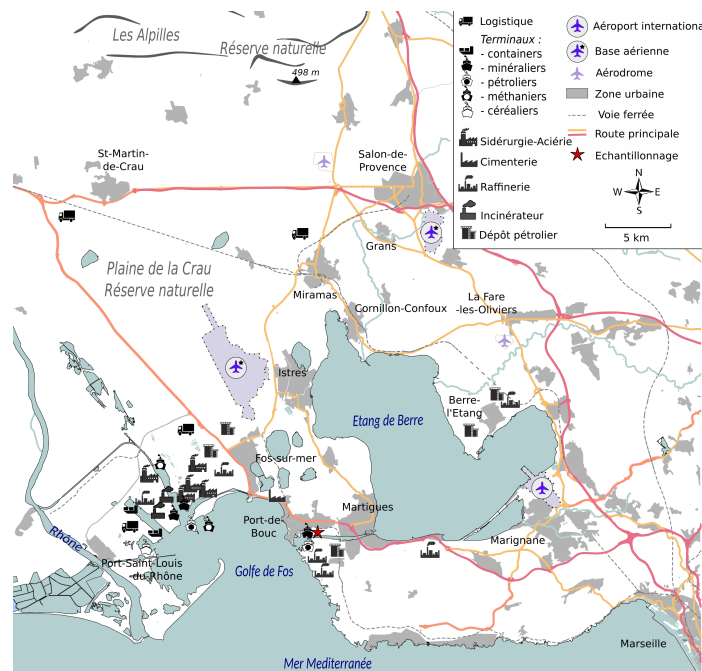 Les Alpilles
Réserve naturelle
498 m
Logistique
Terminaux :
- containers
- minéraliers
- pétroliers
- méthaniers
- céréaliers
Sidérurgie-Aciérie
Cimenterie
Raffinerie
Incinérateur
Dépôt pétrolier
Aéroport internationa
Base aérienne
Aérodrome
Zone urbaine
Voie ferrée
Route principale
Echantillonnage
N
W
E
S
5 km
St-Martin-
de-Crau
Salon-de-
Provence
Grans
Plaine de la Crau
Réserve naturelle
Miramas
Cornillon-Confoux
La Fare
-les-Oliviers
Istres
Etang de Berre
Berre-
l'Etang
Fos-sur-mer
Martigues
Port-de-
Bouc
Marignane
Rhône
Port-Saint-Louis
du-Rhône
Golfe de Fos
Marseille
Mer Mediterranée